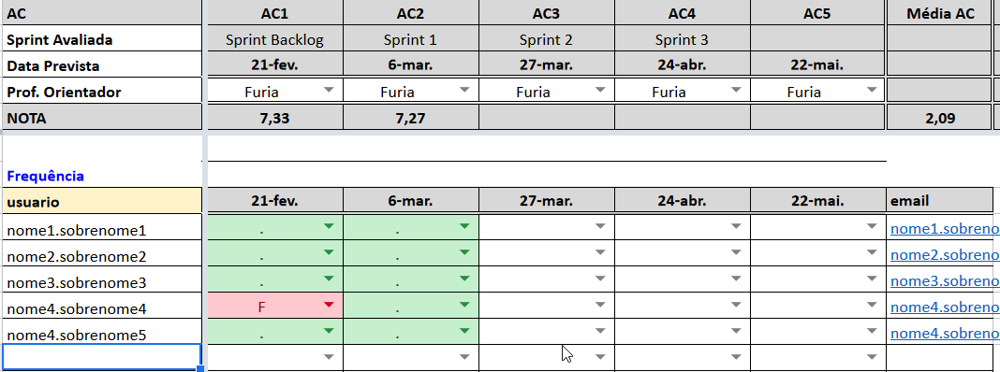 AC AC1 AC2 AC3 AC4 AC5 Média AC
Sprint Avaliada Sprint Backlog Sprint 1 Sprint 2 Sprint 3
Data Prevista 21-fev. 6-mar. 27-mar. 24-abr. 22-mai.
Prof. Orientador Furia Furia Furia Furia Furia
NOTA 7,33 7,27 2,09
Frequência
usuario 21-fev. 6-mar. 27-mar. 24-abr. 22-mai. email
nome1.sobrenome1 . . nome1.sobreno
nome2.sobrenome2 . . nome2.sobreno
nome3.sobrenome3 . . nome3.sobreno
nome4.sobrenome4 F . nome4.sobreno
nome4.sobrenome5 . . nome4.sobreno